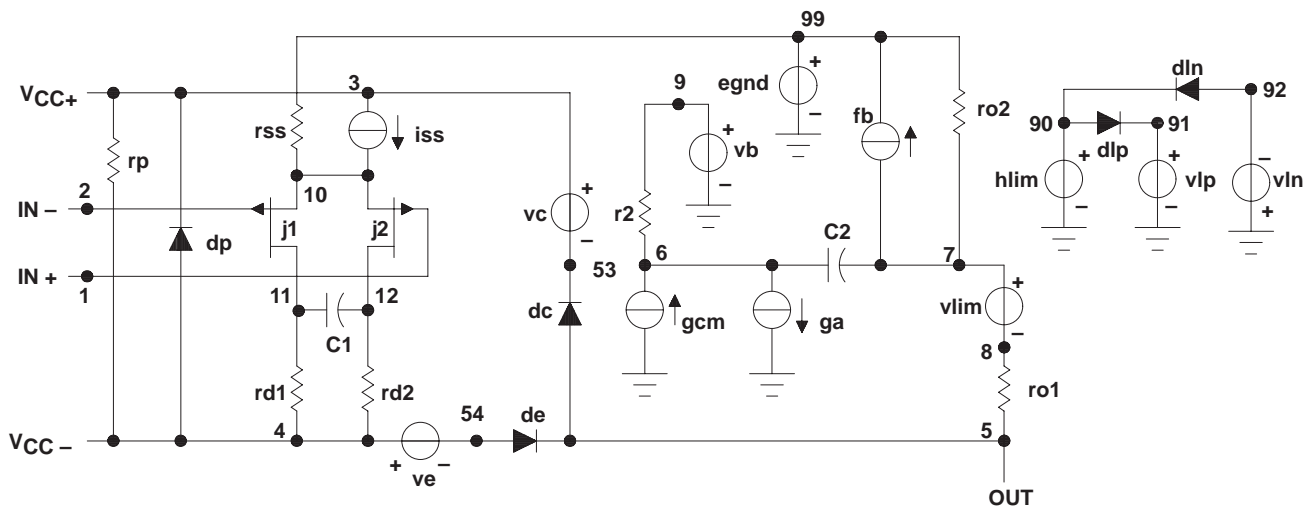 99
3
9
egnd
+
−
fb
ro2
dln
92
VCC+
rss
iss
vb
+
−
90
91
dlp
rp
2
IN −
10
hlim
+
−
vlp
+
−
vln
−
+
j1
j2
dp
vc
+
−
r2
C2
IN +
1
6
7
53
11
12
C1
dc
gcm
ga
vlim
+
−
8
rd1
rd2
ro1
VCC −
4
54
de
5
+
−
ve
OUT